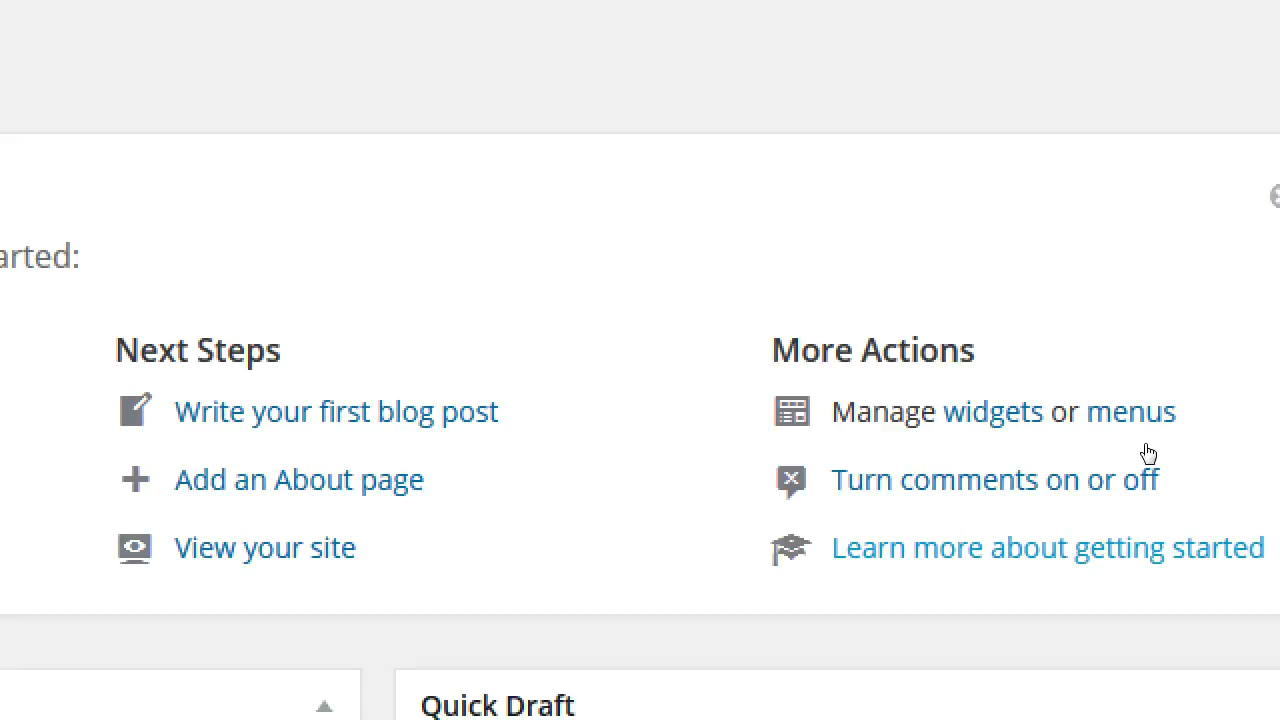 arted:
Next Steps
Write your first blog post
Add an About page
View your site
More Actions
Manage widgets or menus
Turn comments on or off
Learn more about getting started
Quick Draft